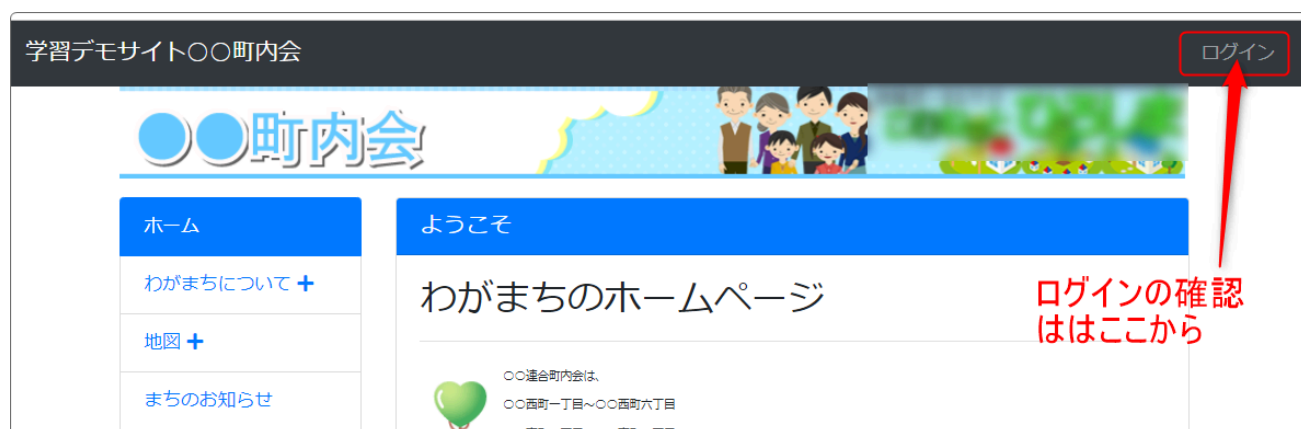 学習デモサイト○○町内会
ログイン
●●町内会
ホーム
ようこそ
わがまちについて +
わがまちのホームページ
ログインの確認
ははここから
地図 +
○○連合町内会は、
まちのお知らせ
○○西町一丁目~○○西町六丁目